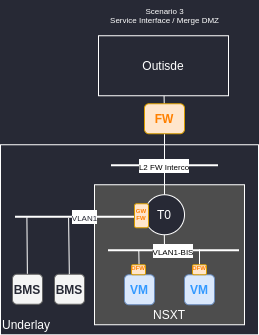 Scenario 3
Service Interface / Merge DMZ
Outisde
FW
L2 FW Interco
VLAN1
GW
FW
T0
VLAN1-BIS
DFW
DFW
BMS
BMS
VM
VM
NSXT
Underlay